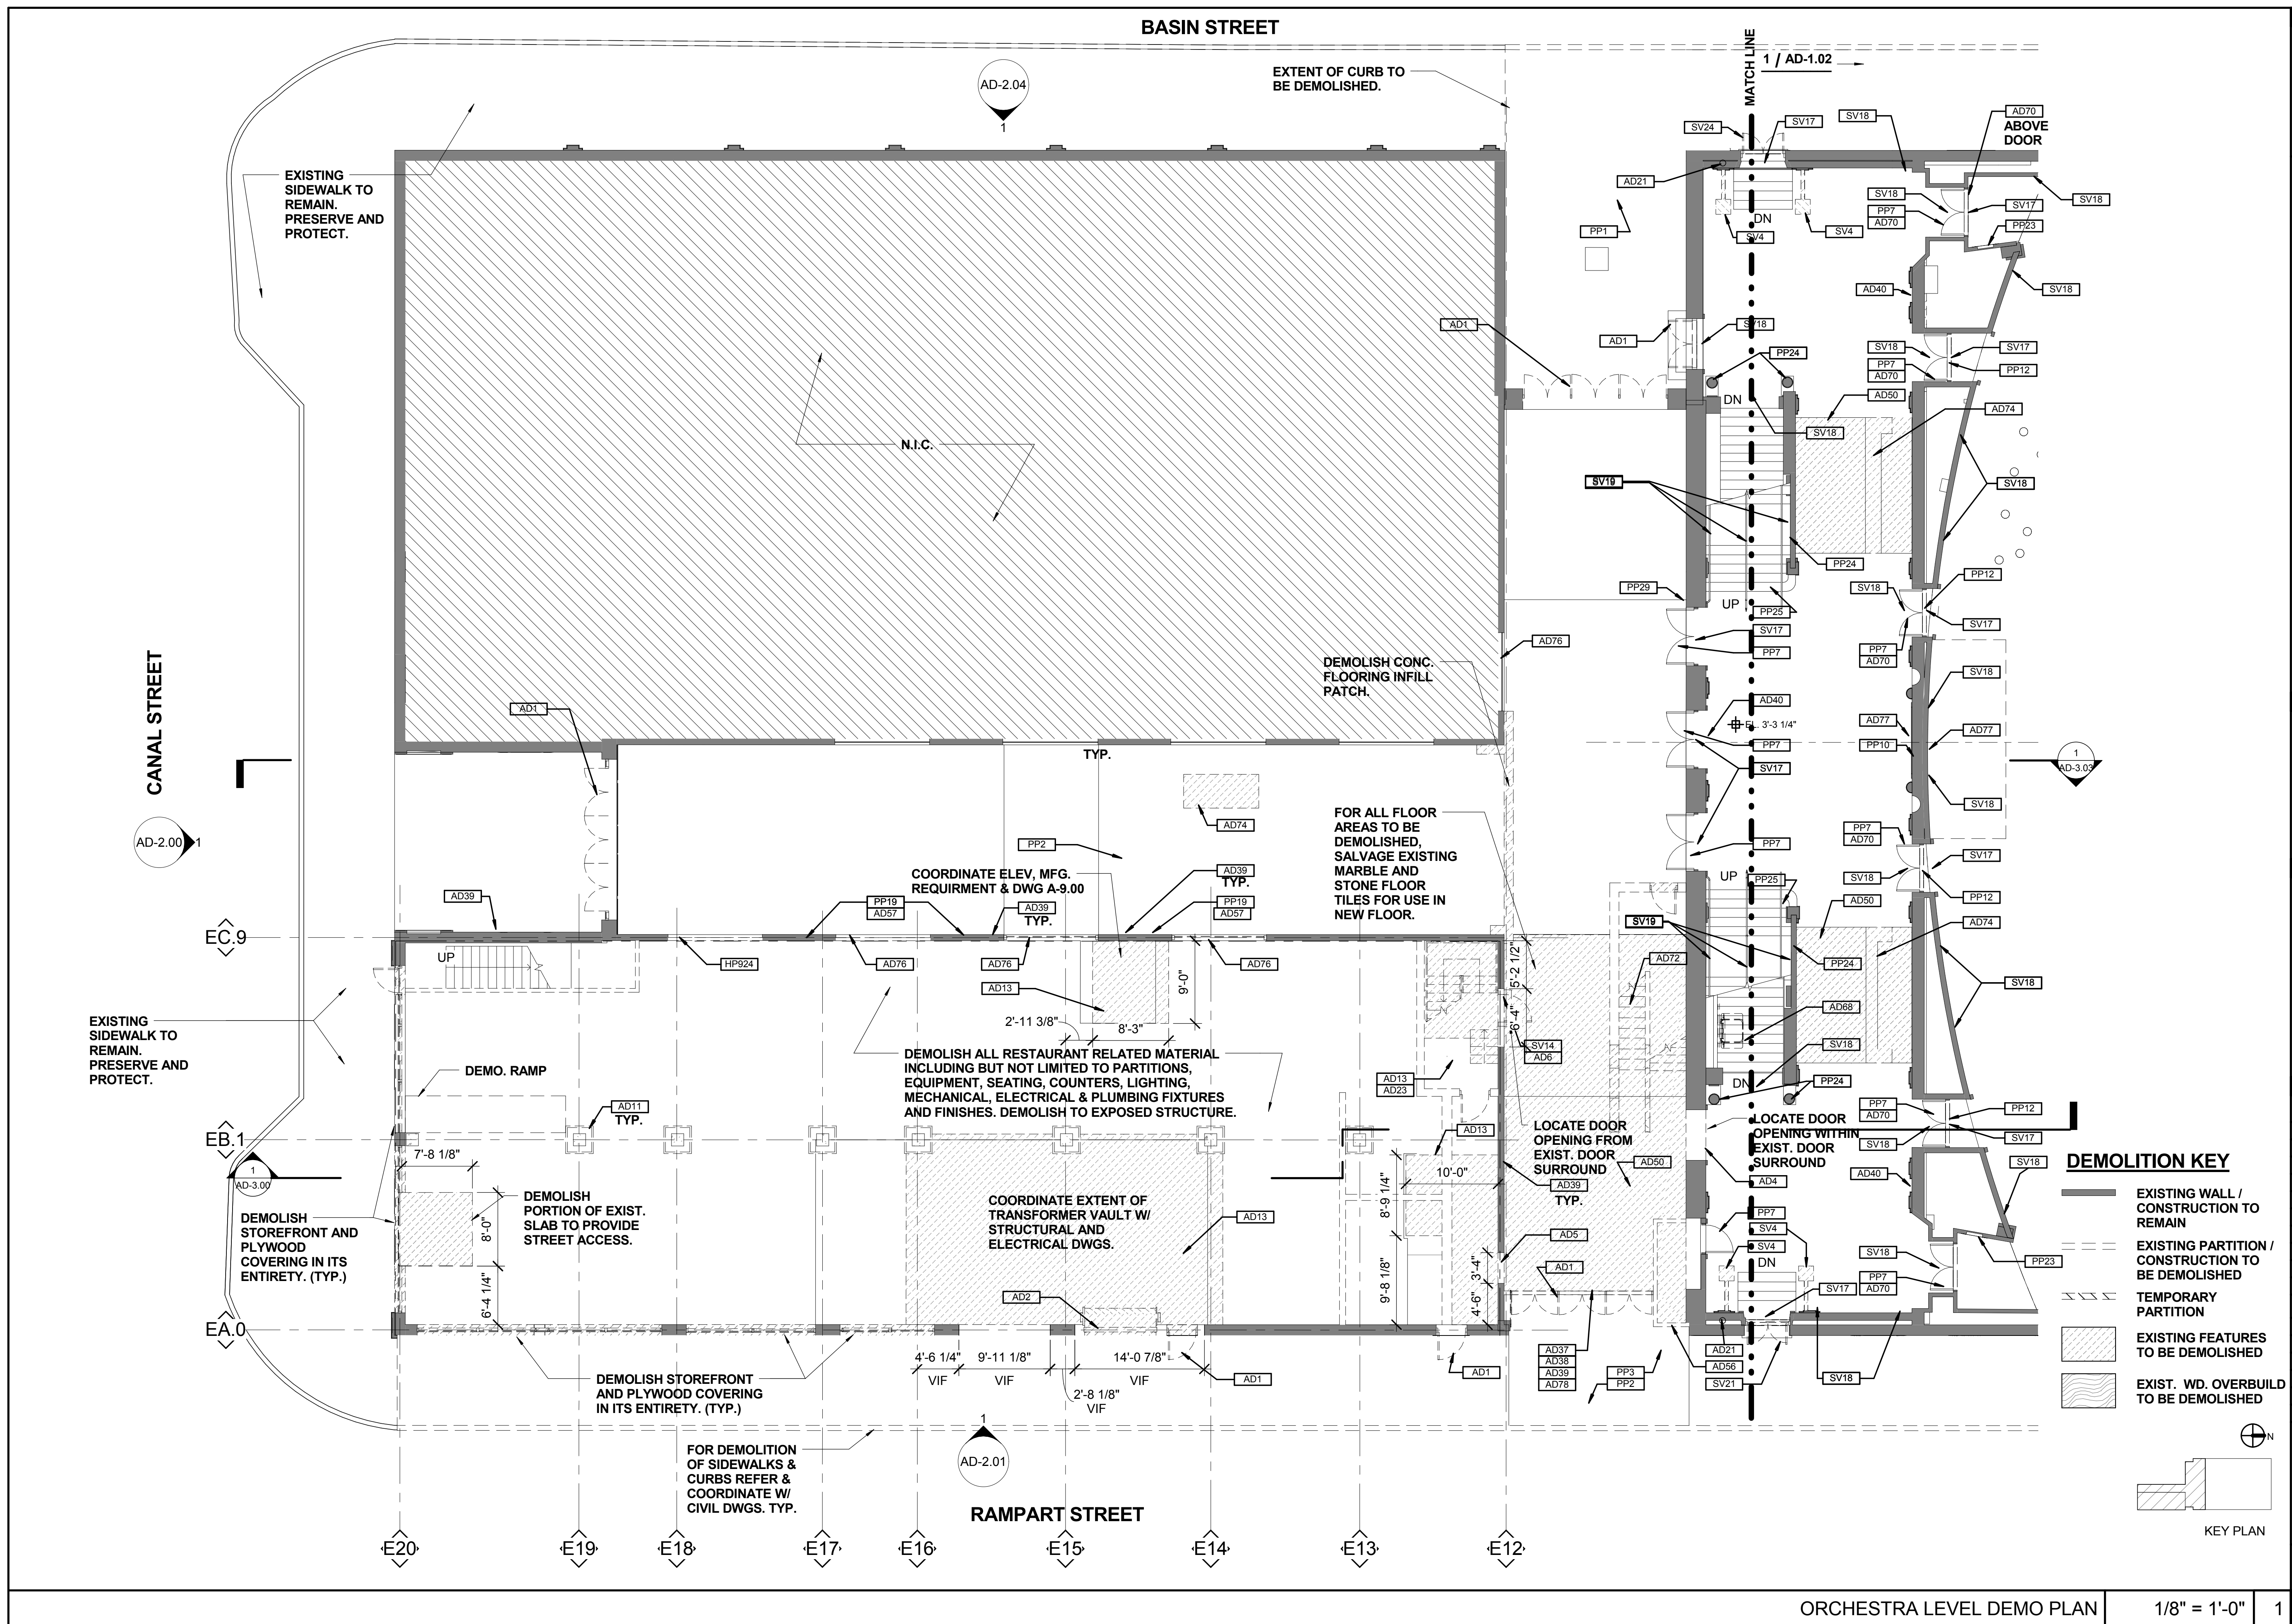 BASIN STREET
MATCH LINE
1 / AD-1.02
EXTENT OF CURB TO
BE DEMOLISHED.
AD-2.04
1
AD70
ABOVE
DOOR
SV18
SV17
SV24
EXISTING
SIDEWALK TO
REMAIN.
PRESERVE AND
PROTECT.
AD21
SV18
PP7
AD70
SV17
SV18
PP23
DN
PP1
SV4
SV4
AD40
SV18
AD1
AD1
SV18
PP24
SV18
PP7
AD70
SV17
PP12
DN
AD50
AD74
SV18
N.I.C.
SV19
SV18
PP24
PP29
UP
PP25
SV18
PP12
SV17
SV17
PP7
AD76
PP7
AD70
DEMOLISH CONC.
FLOORING INFILL
PATCH.
SV18
CANAL STREET
AD1
AD40
EL. 3'-3 1/4"
AD77
PP10
AD77
PP7
SV17
TYP.
1
AD-3.03
SV18
AD-2.00
1
AD74
FOR ALL FLOOR
AREAS TO BE
DEMOLISHED,
SALVAGE EXISTING
MARBLE AND
STONE FLOOR
TILES FOR USE IN
NEW FLOOR.
PP2
PP7
PP7
AD70
SV17
COORDINATE ELEV, MFG.
REQUIRMENT & DWG A-9.00
AD39
TYP.
UP
PP25
SV18
PP12
AD39
PP19
AD57
AD39
TYP.
PP19
AD57
SV19
AD50
AD74
EC.9
UP
HP924
AD76
AD76
AD76
AD72
PP24
5'-2 1/2"
AD13
9'-0"
SV18
EXISTING
SIDEWALK TO
REMAIN.
PRESERVE AND
PROTECT.
2'-11 3/8"
8'-3"
6'-4"
AD68
SV14
AD6
SV18
DEMO. RAMP
DEMOLISH ALL RESTAURANT RELATED MATERIAL
INCLUDING BUT NOT LIMITED TO PARTITIONS,
EQUIPMENT, SEATING, COUNTERS, LIGHTING,
MECHANICAL, ELECTRICAL & PLUMBING FIXTURES
AND FINISHES. DEMOLISH TO EXPOSED STRUCTURE.
AD13
AD23
DN
PP24
AD11
TYP.
PP7
AD70
PP12
SV17
SV18
EB.1
AD13
LOCATE DOOR
OPENING FROM
EXIST. DOOR
SURROUND
LOCATE DOOR
OPENING WITHIN
EXIST. DOOR
SURROUND
7'-8 1/8"
10'-0"
AD50
AD39
TYP.
AD4
AD40
SV18
1
AD-3.00
DEMOLISH
PORTION OF EXIST.
SLAB TO PROVIDE
STREET ACCESS.
8'-0"
COORDINATE EXTENT OF
TRANSFORMER VAULT W/
STRUCTURAL AND
ELECTRICAL DWGS.
AD13
8'-9 1/4"
PP7
SV4
SV4
DN
DEMOLISH
STOREFRONT AND
PLYWOOD
COVERING IN ITS
ENTIRETY. (TYP.)
AD5
AD1
SV18
PP23
6'-4 1/4"
AD2
9'-8 1/8"
3'-4"
4'-6"
SV17
PP7
AD70
EA.0
4'-6 1/4"
VIF
9'-11 1/8"
VIF
14'-0 7/8"
VIF
2'-8 1/8"
VIF
AD1
AD1
AD37
AD38
AD39
AD78
PP3
PP2
AD21
AD56
SV21
SV18
DEMOLISH STOREFRONT
AND PLYWOOD COVERING
IN ITS ENTIRETY. (TYP.)
1
AD-2.01
FOR DEMOLITION
OF SIDEWALKS &
CURBS REFER &
COORDINATE W/
CIVIL DWGS. TYP.
RAMPART STREET
E20
E19
E18
E17
E16
E15
E14
E13
E12
DEMOLITION KEY
EXISTING WALL /
CONSTRUCTION TO
REMAIN
EXISTING PARTITION /
CONSTRUCTION TO
BE DEMOLISHED
TEMPORARY
PARTITION
EXISTING FEATURES
TO BE DEMOLISHED
EXIST. WD. OVERBUILD
TO BE DEMOLISHED
N
KEY PLAN
ORCHESTRA LEVEL DEMO PLAN
1/8" = 1'-0"
1